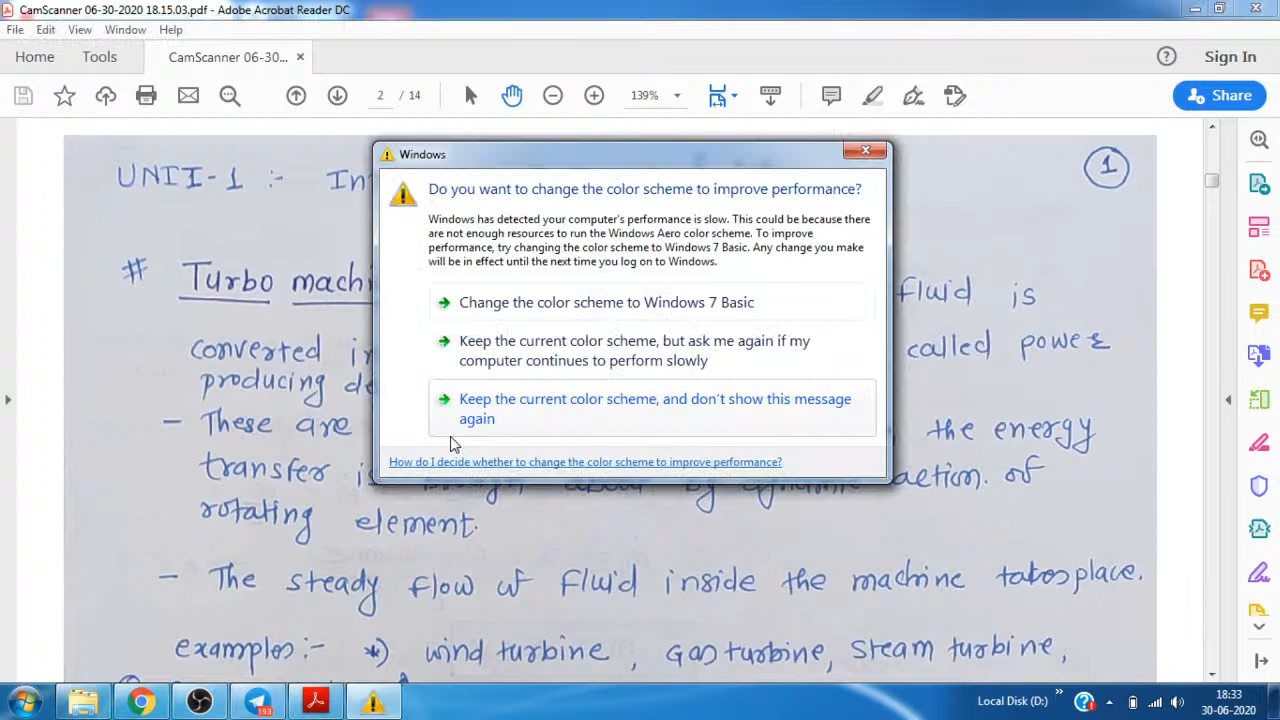 CamScanner 06-30-2020 18.15.03.pdf - Adobe Acrobat Reader DC
File Edit View Window Help
Home Tools CamScanner 06-30... × Sign In
2 / 14 139% Share
Windows
Do you want to change the color scheme to improve performance?
Windows has detected your computer's performance is slow. This could be because there
are not enough resources to run the Windows Aero color scheme. To improve
performance, try changing the color scheme to Windows 7 Basic. Any change you make
will be in effect until the next time you log on to Windows.
Change the color scheme to Windows 7 Basic
Keep the current color scheme, but ask me again if my
computer continues to perform slowly
Keep the current color scheme, and don't show this message
again
How do I decide whether to change the color scheme to improve performance?
UNIT-1 :- In 1
# Turbo machi fluid is
converted in called power
producing de
- These are the energy
transfer is action. of
rotating element.
- The steady flow of fluid inside the machine takes place.
examples :- *) wind turbine, Gas turbine, steam turbine,
193
Local Disk (D:) » 18:33
30-06-2020